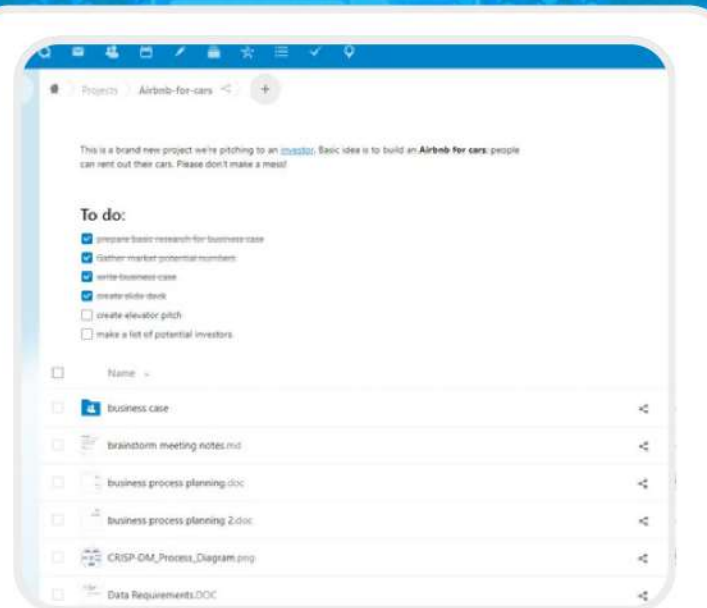 Projects Airbnb-for-cars +
This is a brand new project we're pitching to an investor. Basic idea is to build an Airbnb for cars: people
can rent out their cars. Please don't make a mess!
To do:
prepare basic research for business case
Gather market potential numbers
write business case
create slide deck
create elevator pitch
make a list of potential investors
Name
business case
brainstorm meeting notes.md
business process planning.doc
business process planning 2.doc
CRISP-DM_Process_Diagram.png
Data Requirements.DOC